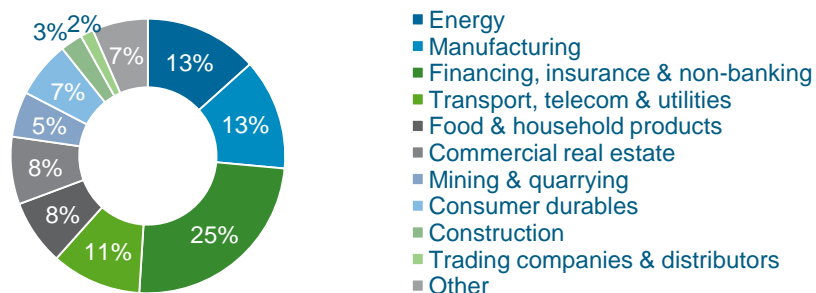 3%
2%
7%
13%
13%
25%
11%
8%
8%
5%
7%
Energy
Manufacturing
Financing, insurance & non-banking
Transport, telecom & utilities
Food & household products
Commercial real estate
Mining & quarrying
Consumer durables
Construction
Trading companies & distributors
Other